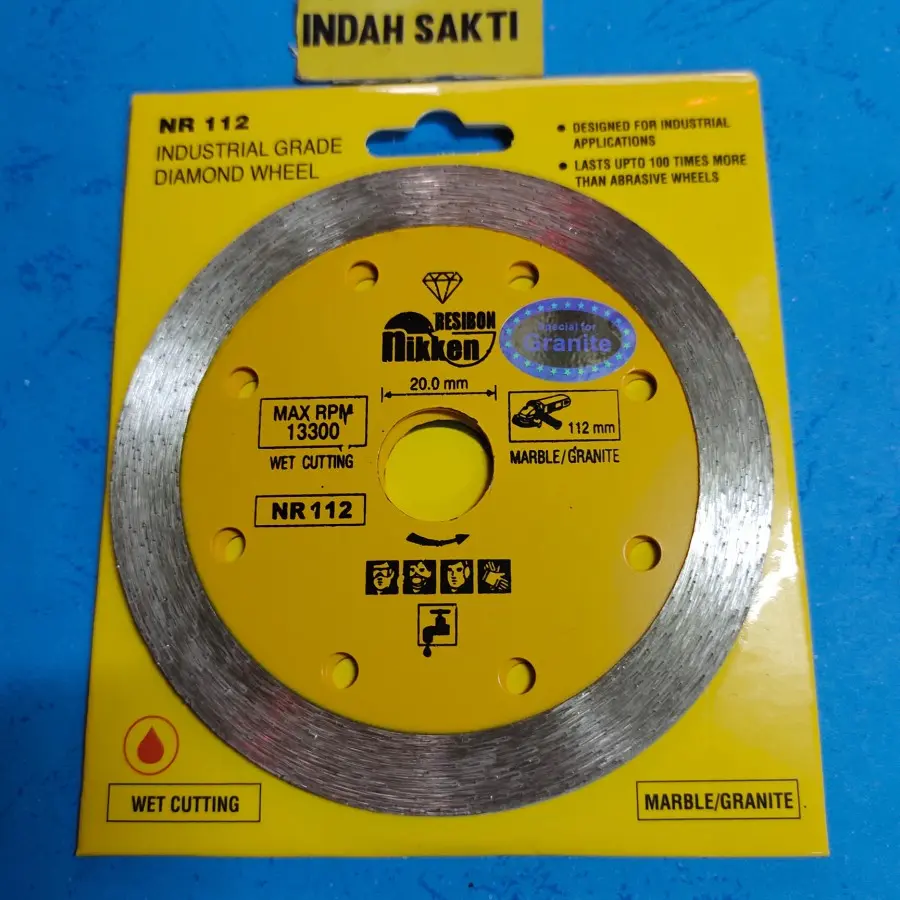 INDAH SAKTI
NR 112
INDUSTRIAL GRADE
DIAMOND WHEEL
• DESIGNED FOR INDUSTRIAL
APPLICATIONS
• LASTS UPTO 100 TIMES MORE
THAN ABRASIVE WHEELS
RESIBON
nikken
Special for
Granite
20.0 mm
MAX RPM
13300
WET CUTTING
112 mm
MARBLE/GRANITE
NR 112
WET CUTTING
MARBLE/GRANITE